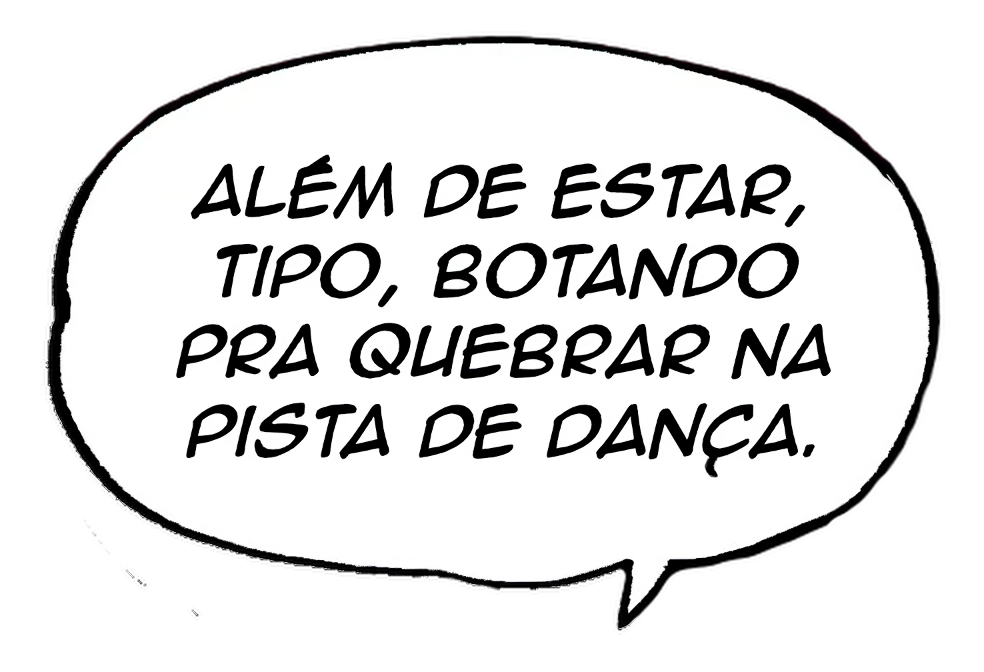 ALÉM DE ESTAR,
TIPO, BOTANDO
PRA QUEBRAR NA
PISTA DE DANÇA.